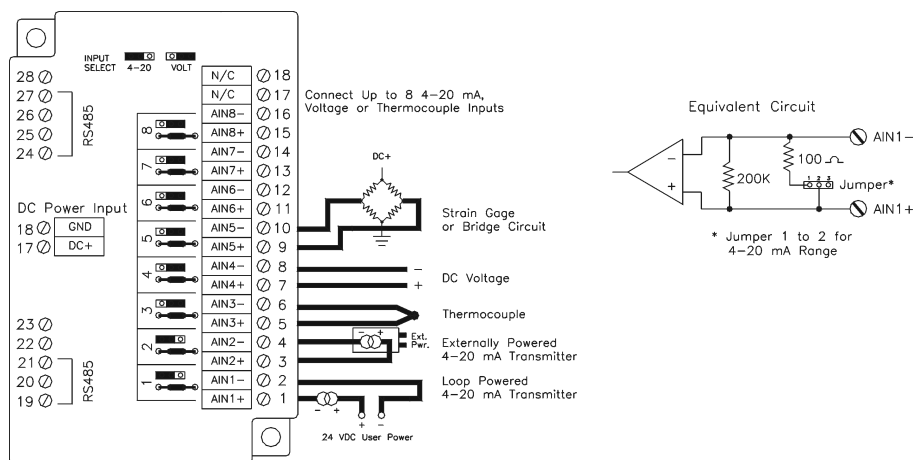 INPUT SELECT 4-20 VOLT
28
27
26
25
24
RS485
DC Power Input
18 GND
17 DC+
23
22
21
20
19
RS485
8
7
6
5
4
3
2
1
N/C 18
N/C 17
AIN8- 16
AIN8+ 15
AIN7- 14
AIN7+ 13
AIN6- 12
AIN6+ 11
AIN5- 10
AIN5+ 9
AIN4- 8
AIN4+ 7
AIN3- 6
AIN3+ 5
AIN2- 4
AIN2+ 3
AIN1- 2
AIN1+ 1
Connect Up to 8 4-20 mA,
Voltage or Thermocouple Inputs
DC+
Strain Gage
or Bridge Circuit
-
+
DC Voltage
Thermocouple
- +
Ext.
Pwr.
Externally Powered
4-20 mA Transmitter
Loop Powered
4-20 mA Transmitter
- +
+ -
24 VDC User Power
Equivalent Circuit
AIN1-
-
+
200K
100 Ω
1 2 3
Jumper*
AIN1+
* Jumper 1 to 2 for
4-20 mA Range